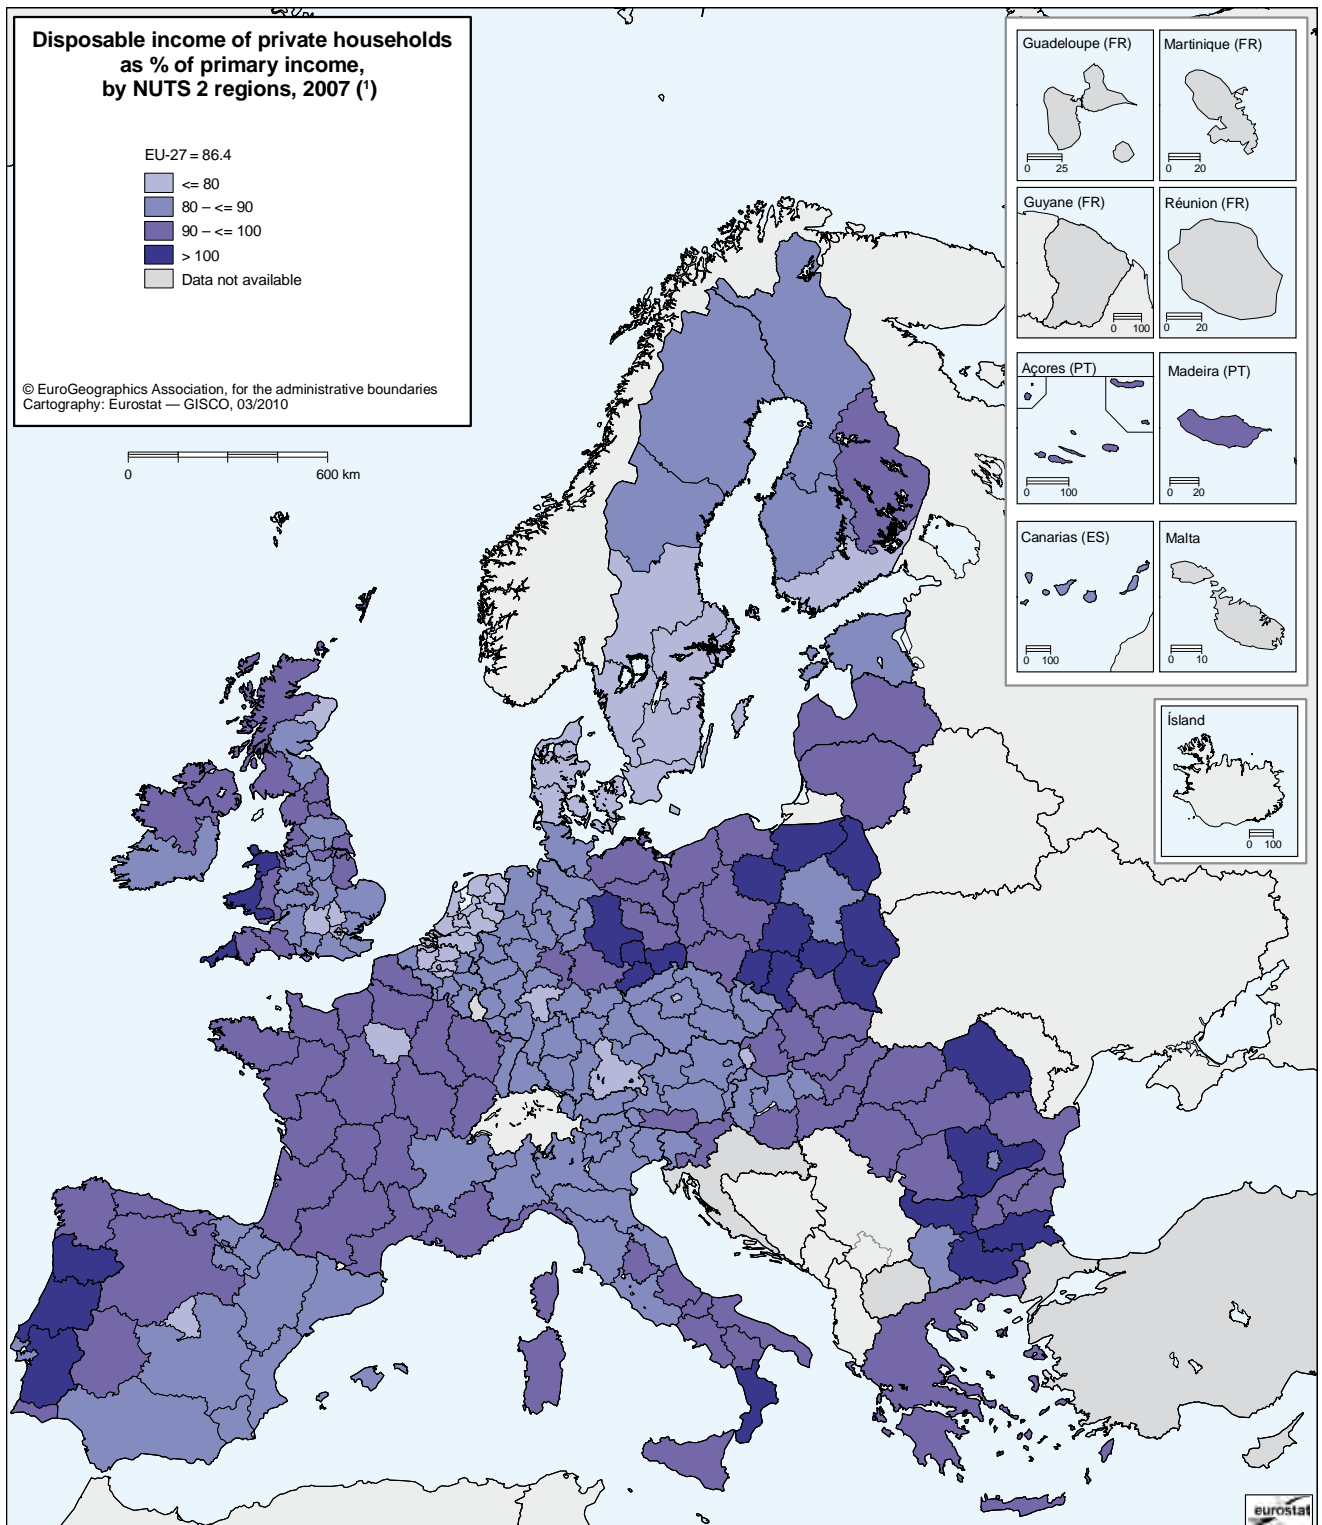 Disposable income of private households
as % of primary income,
by NUTS 2 regions, 2007 (¹)
EU-27 = 86.4
<= 80
80 – <= 90
90 – <= 100
> 100
Data not available
© EuroGeographics Association, for the administrative boundaries
Cartography: Eurostat — GISCO, 03/2010
0 600 km
Guadeloupe (FR)
0 25
Martinique (FR)
0 20
Guyane (FR)
0 100
Réunion (FR)
0 20
Açores (PT)
0 100
Madeira (PT)
0 20
Canarias (ES)
0 100
Malta
0 10
Ísland
0 100
eurostat